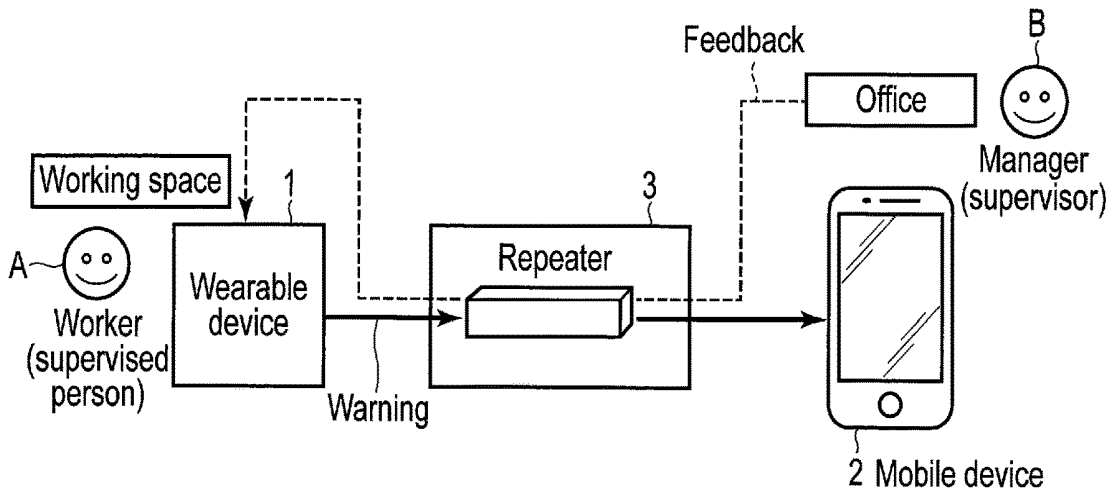 Feedback
B
Office
Manager
(supervisor)
Working space
1
3
A
Worker
(supervised
person)
Wearable
device
Repeater
Warning
2 Mobile device